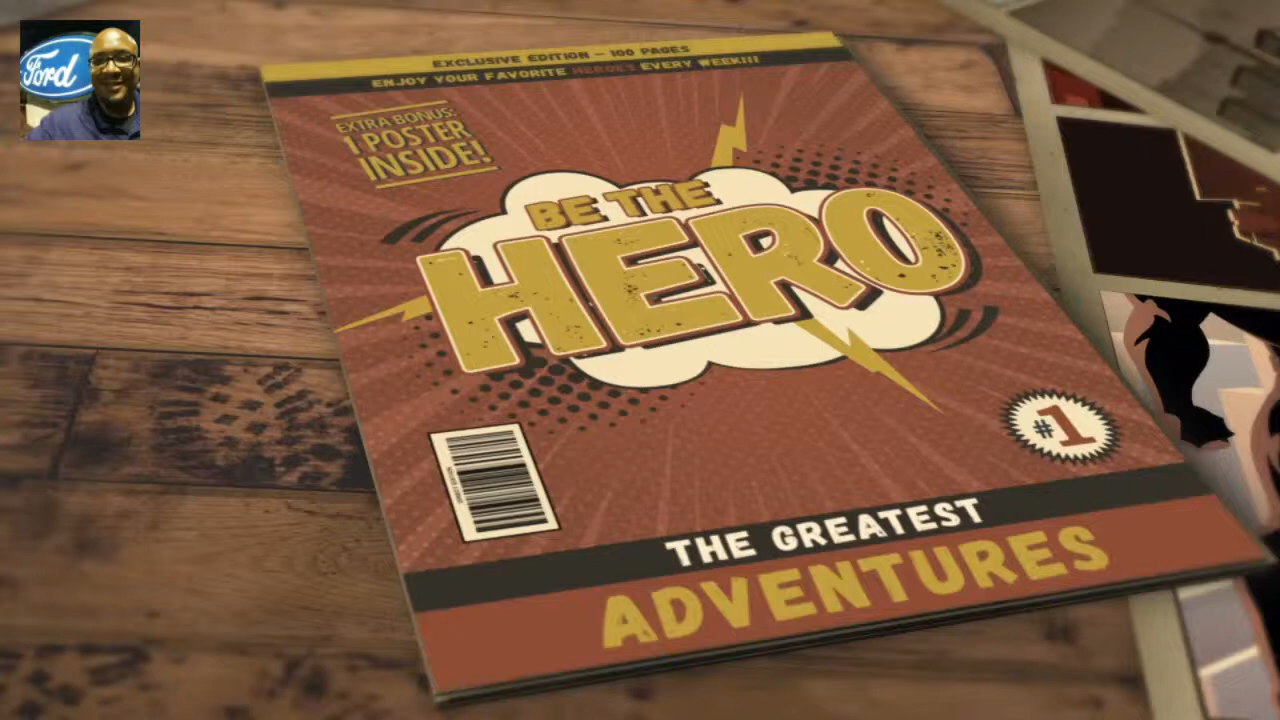 Ford
EXCLUSIVE EDITION – 100 PAGES
ENJOY YOUR FAVORITE HEROES EVERY WEEK!!!
EXTRA BONUS:
1 POSTER
INSIDE!
BE THE
HERO
#1
THE GREATEST
ADVENTURES